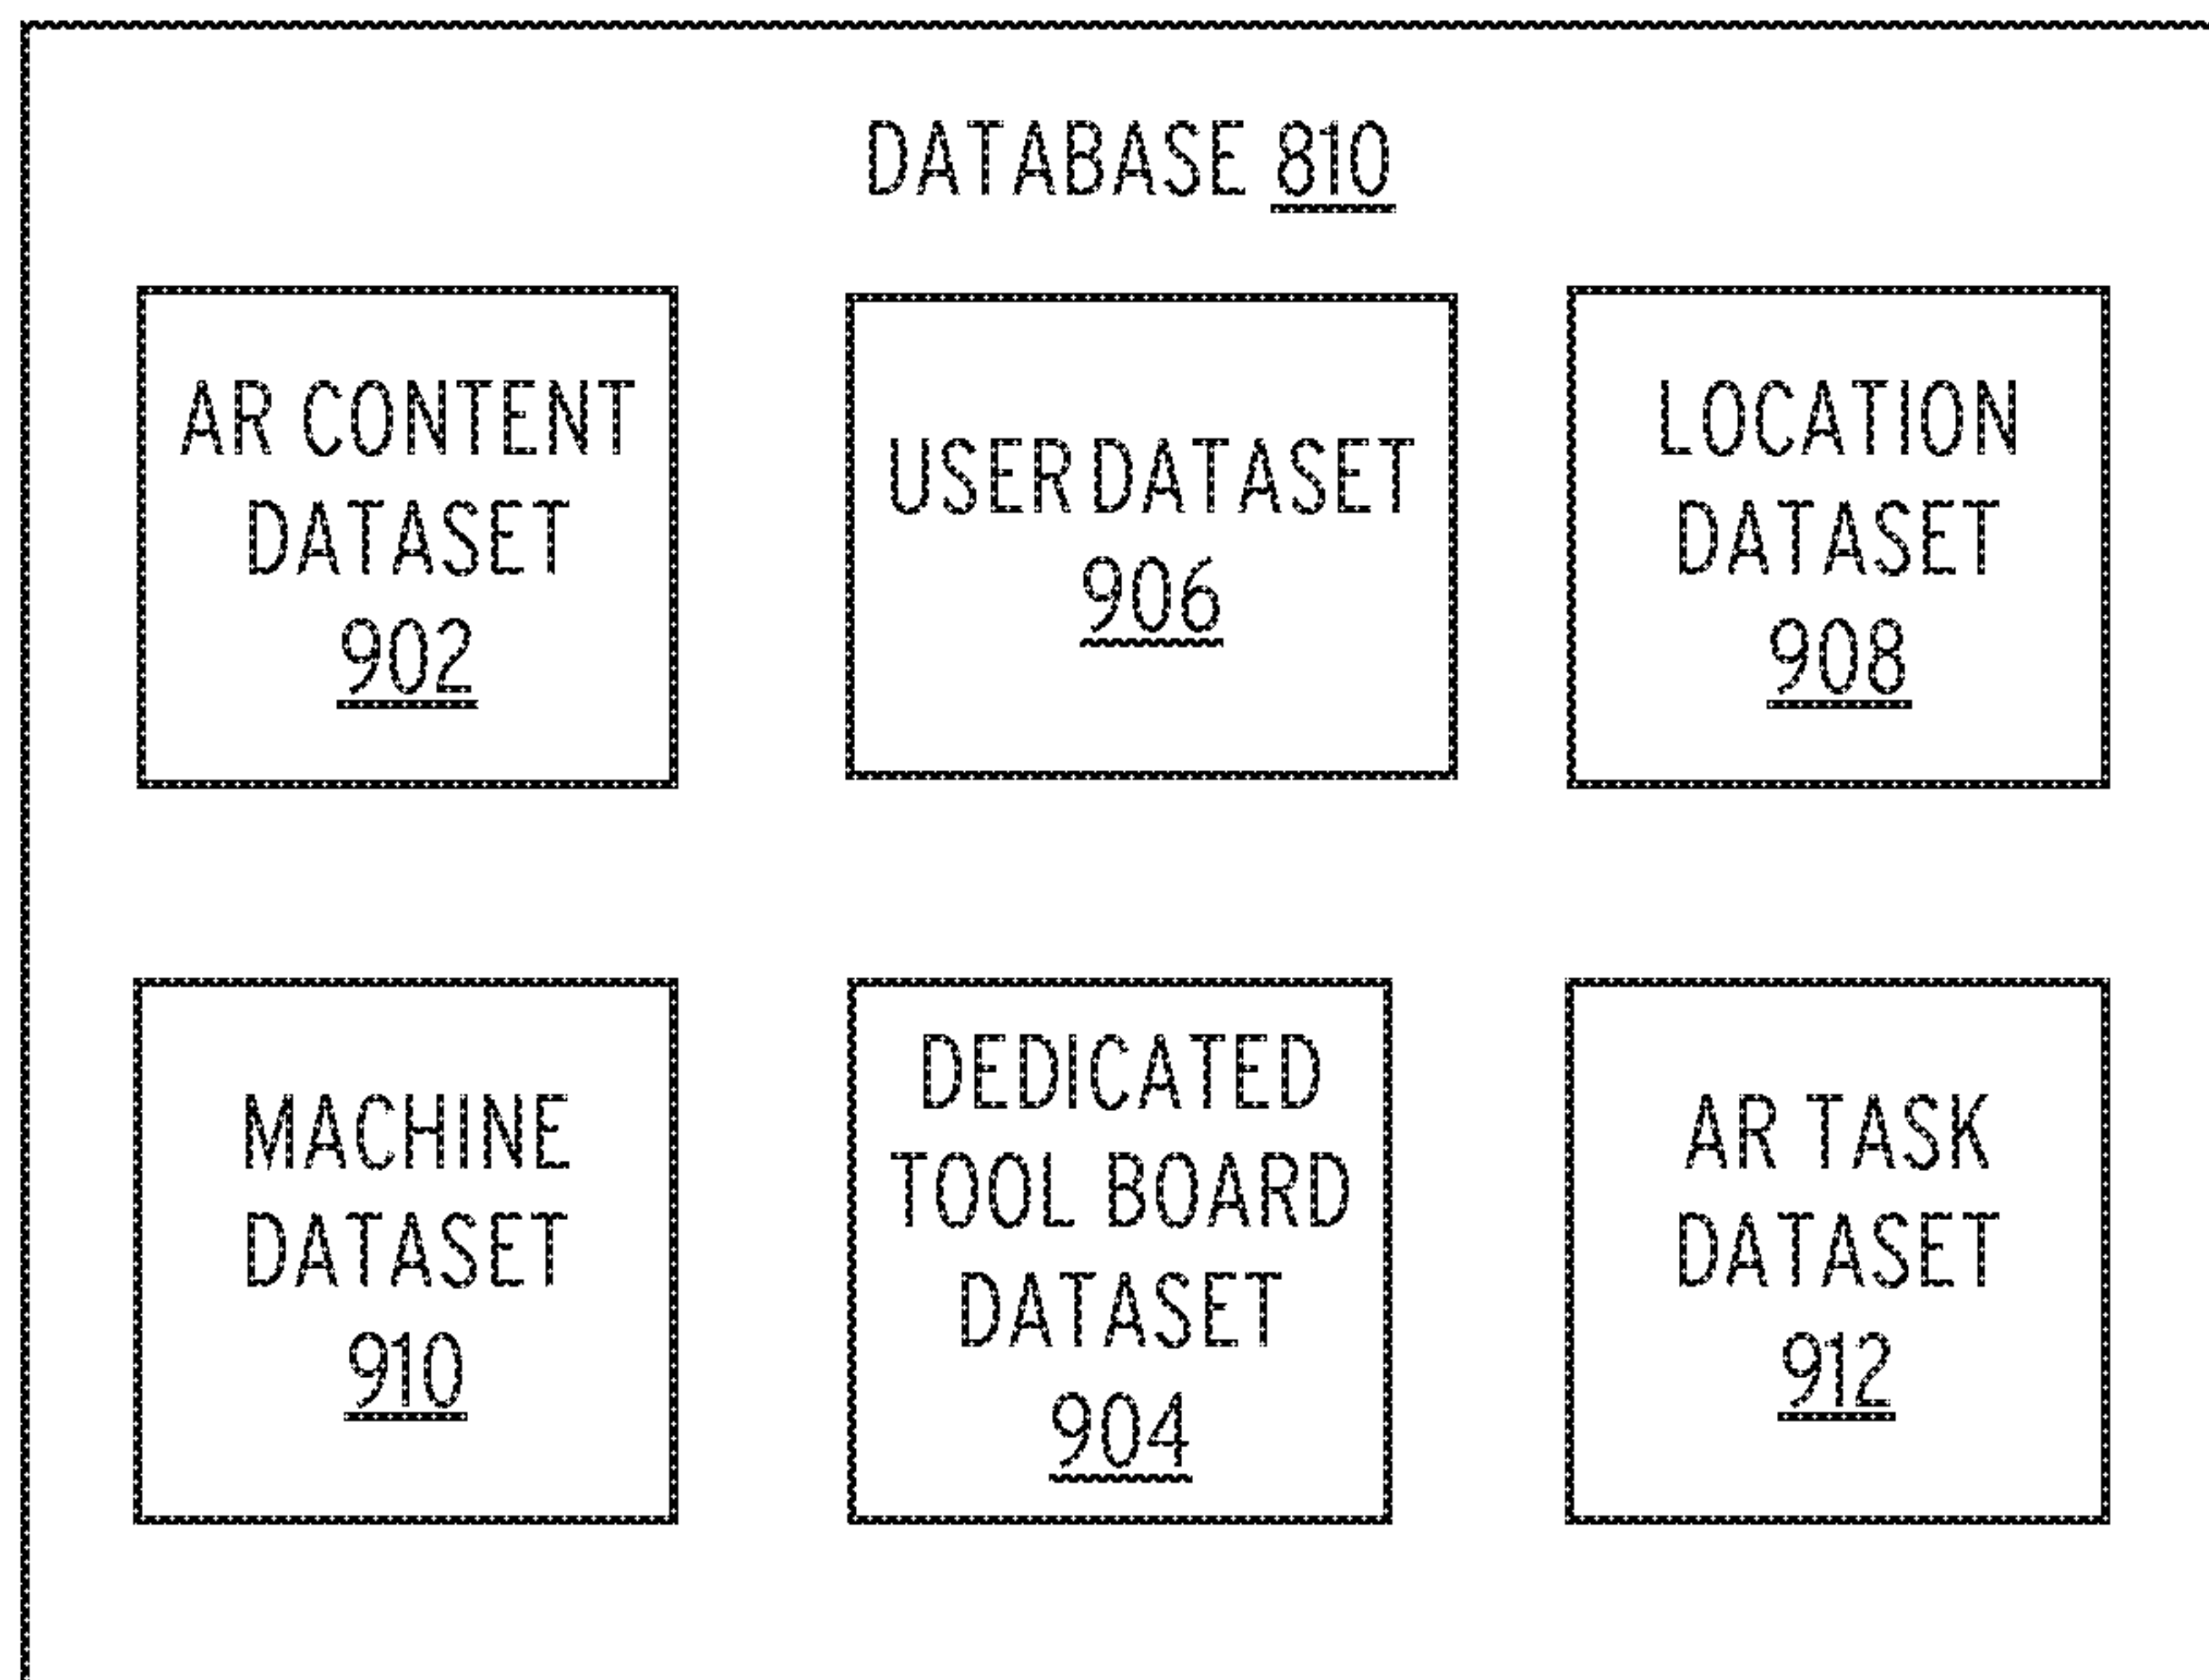 DATABASE 810
AR CONTENT
DATASET
902
USER DATASET
906
LOCATION
DATASET
908
MACHINE
DATASET
910
DEDICATED
TOOL BOARD
DATASET
904
AR TASK
DATASET
912